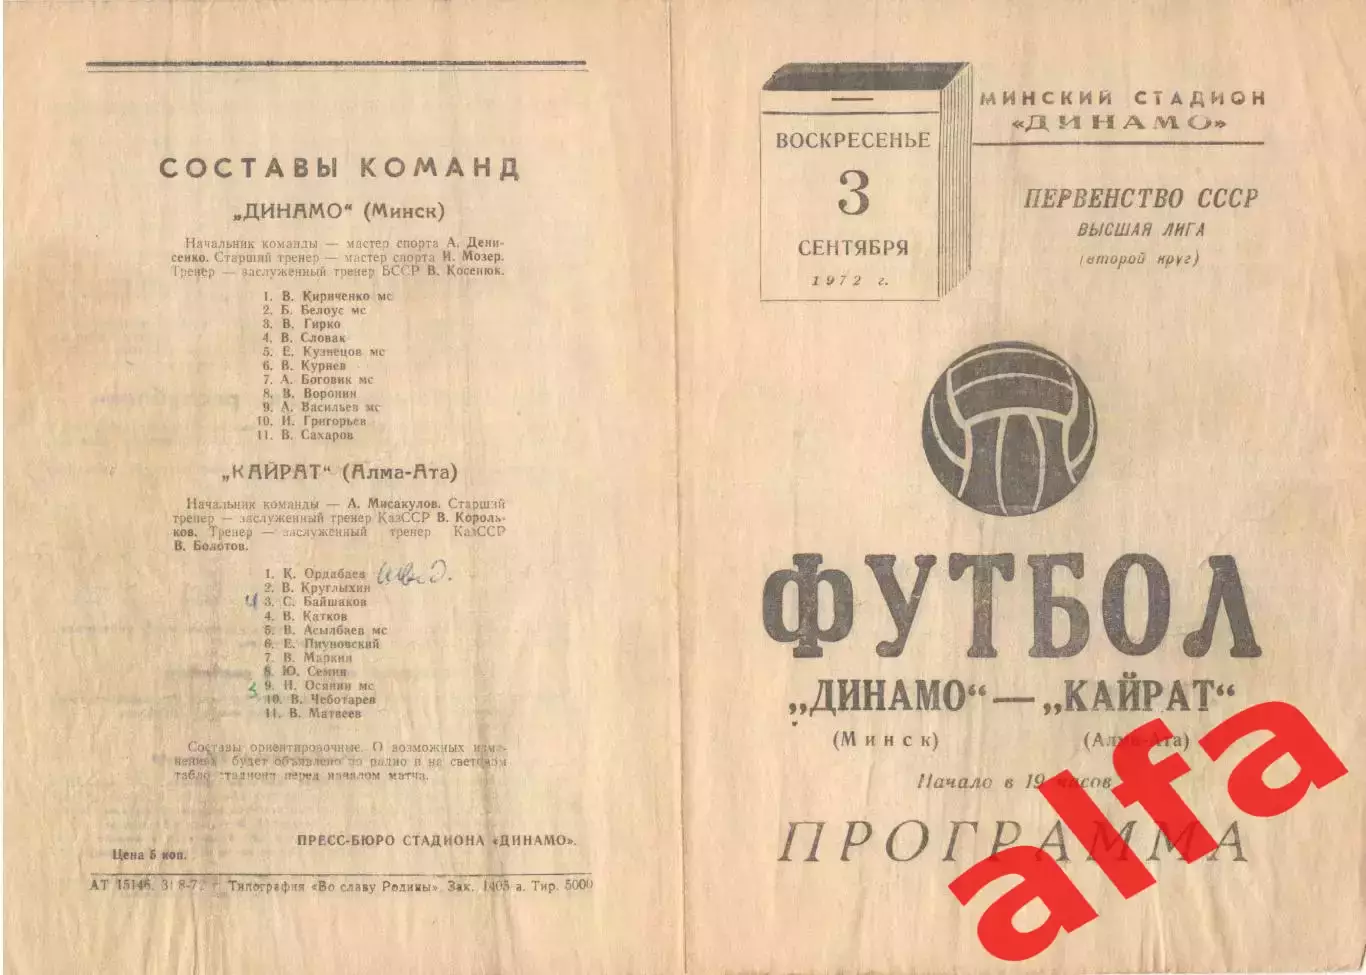 СОСТАВЫ КОМАНД
„ДИНАМО“ (Минск)
Начальник команды — мастер спорта А. Дени-
сенко. Старший тренер — мастер спорта И. Мозер.
Тренер — заслуженный тренер БССР В. Косенюк.
1. В. Кириченко мс
2. Б. Белоус мс
3. В. Гирко
4. В. Словак
5. Е. Кузнецов мс
6. В. Курнев
7. А. Боговик мс
8. В. Воронин
9. А. Васильев мс
10. И. Григорьев
11. В. Сахаров
„КАЙРАТ“ (Алма-Ата)
Начальник команды — А. Мисакулов. Старший
тренер — заслуженный тренер КазССР В. Король-
ков. Тренер — заслуженный тренер КазССР
В. Болотов.
1. К. Ордабаев
2. В. Круглыхин
4 3. С. Байшаков
4. В. Катков
5. В. Асылбаев мс
6. Е. Пиуновский
7. В. Маркин
8. Ю. Семин
3 9. Н. Осянин мс
10. В. Чеботарев
11. В. Матвеев
Составы ориентировочные. О возможных изме-
нениях будет объявлено по радио и на световом
табло стадиона перед началом матча.
ПРЕСС-БЮРО СТАДИОНА «ДИНАМО».
Цена 5 коп.
АТ 15146. 31 8-72 г. Типография «Во славу Родины». Зак. 1405 а. Тир. 5000
МИНСКИЙ СТАДИОН
«ДИНАМО»
ВОСКРЕСЕНЬЕ
3
СЕНТЯБРЯ
1972 г.
ПЕРВЕНСТВО СССР
ВЫСШАЯ ЛИГА
(второй круг)
ФУТБОЛ
„ДИНАМО“ — „КАЙРАТ“
(Минск) (Алма-Ата)
Начало в 19 часов
ПРОГРАММА
alfa